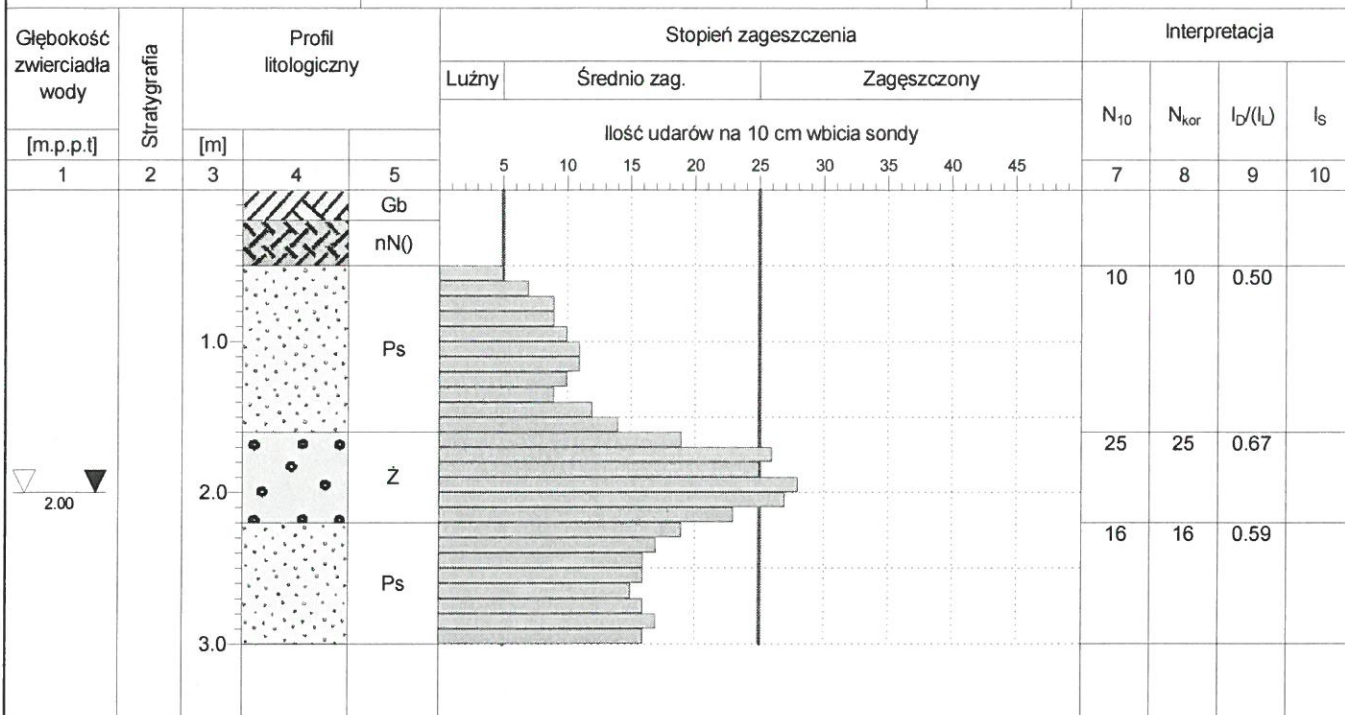 Głębokość
zwierciadła
wody
Stratygrafia
Profil
litologiczny
Stopień zagęszczenia
Interpretacja
Luźny Średnio zag. Zagęszczony
N10 Nkor ID/(IL) IS
Ilość udarów na 10 cm wbicia sondy
[m.p.p.t] [m]
5 10 15 20 25 30 35 40 45
1 2 3 4 5 7 8 9 10
Gb
nN()
10 10 0.50
1.0 Ps
25 25 0.67
Ż
2.00 2.0
16 16 0.59
Ps
3.0